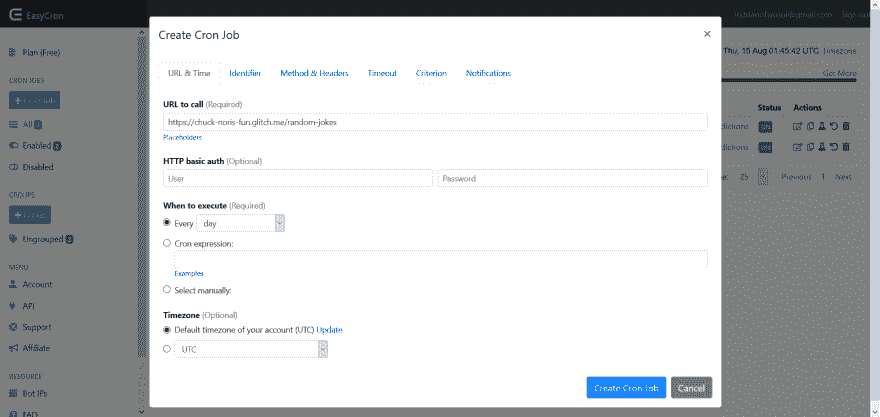 EasyCron
Sign
Plan (Free)
CRON JOBS
All
Enabled
Disabled
GROUPS
Ungrouped
MENU
Account
API
Support
Affiliate
RESOURCE
Bot IPs
FAQ
Create Cron Job
×
URL & Time Identifier Method & Headers Timeout Criterion Notifications
URL to call (Required)
https://chuck-noris-fun.glitch.me/random-jokes
Placeholders
HTTP basic auth (Optional)
User Password
When to execute (Required)
Every day
Cron expression:
Examples
Select manually:
Timezone (Optional)
Default timezone of your account (UTC) Update
UTC
Create Cron Job Cancel
Thu, 15 Aug 01:45:42 UTC Timezone
Get More
Status Actions
25 Previous 1 Next